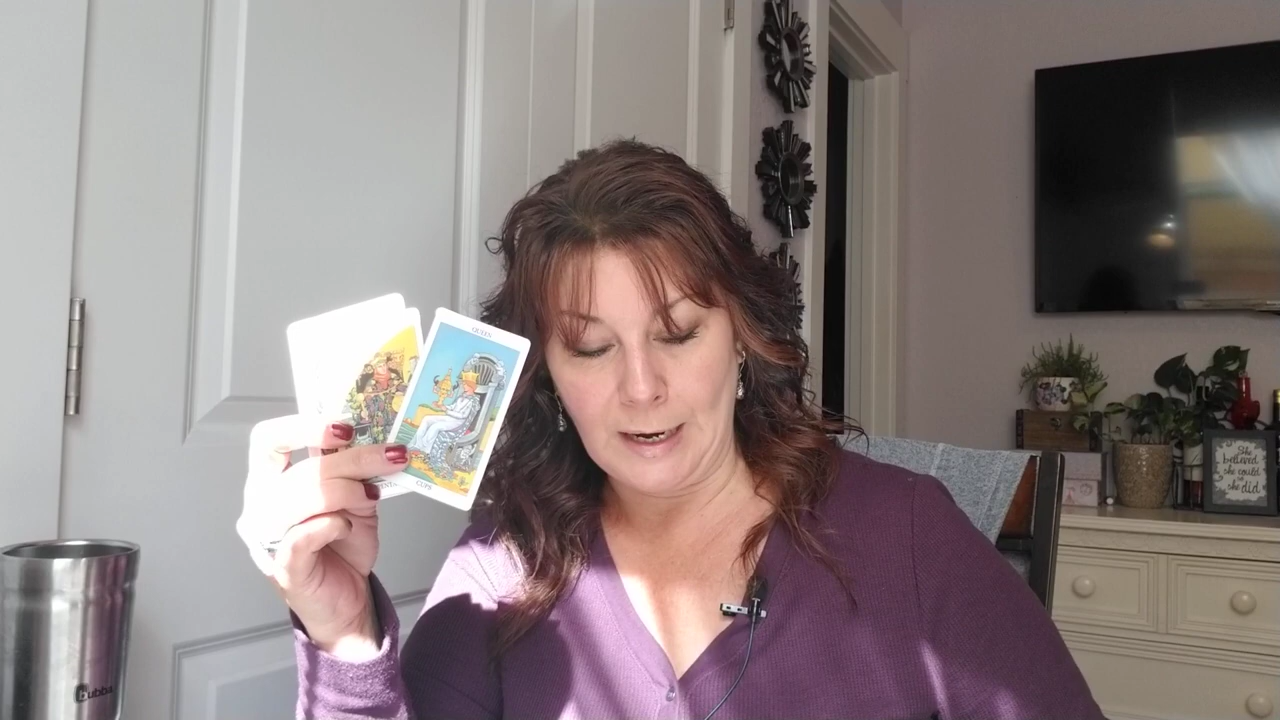 QUEEN
CUPS
She
believed
she could
so
she did
bubba